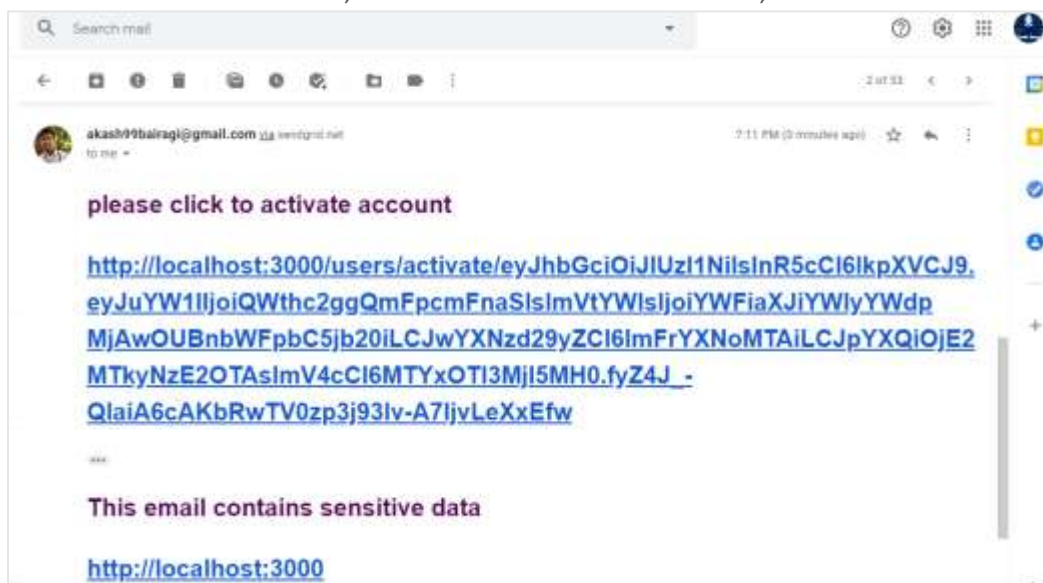 Search mail
2 of 53
akash99bairagi@gmail.com via sendgrid.net
7:11 PM (0 minutes ago)
to me
please click to activate account
http://localhost:3000/users/activate/eyJhbGciOiJIUzI1NiIsInR5cCI6IkpXVCJ9.
eyJuYW1lIjoiQWthc2ggQmFpcmFnaSIsImVtYWlsIjoiYWFiaXJiYWlyYWdp
MjAwOUBnbWFpbC5jb20iLCJwYXNzd29yZCI6ImFrYXNoMTAiLCJpYXQiOjE2
MTkyNzE2OTAsImV4cCI6MTYxOTI3MjI5MH0.fyZ4J_-
QIaiA6cAKbRwTV0zp3j93Iv-A7IjvLeXxEfw
This email contains sensitive data
http://localhost:3000